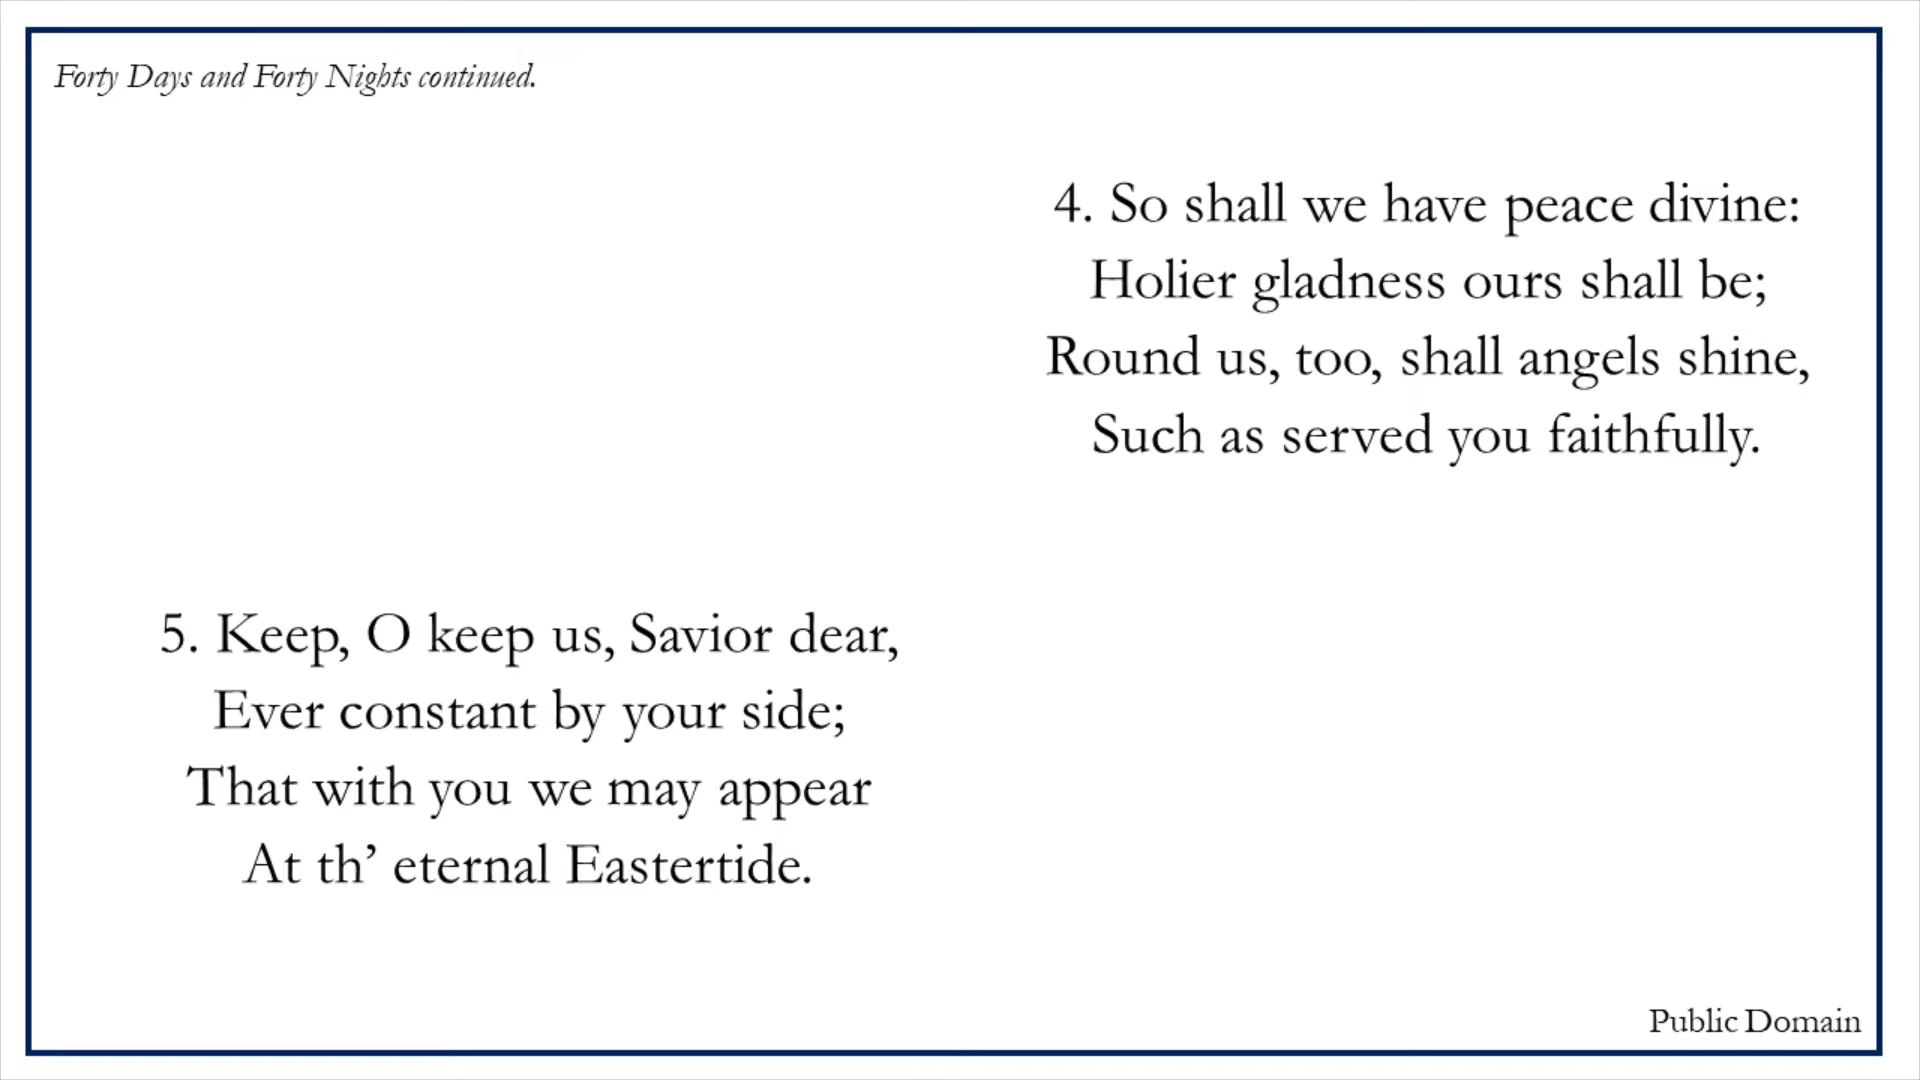 Forty Days and Forty Nights continued.
4. So shall we have peace divine:
Holier gladness ours shall be;
Round us, too, shall angels shine,
Such as served you faithfully.
5. Keep, O keep us, Savior dear,
Ever constant by your side;
That with you we may appear
At th’ eternal Eastertide.
Public Domain